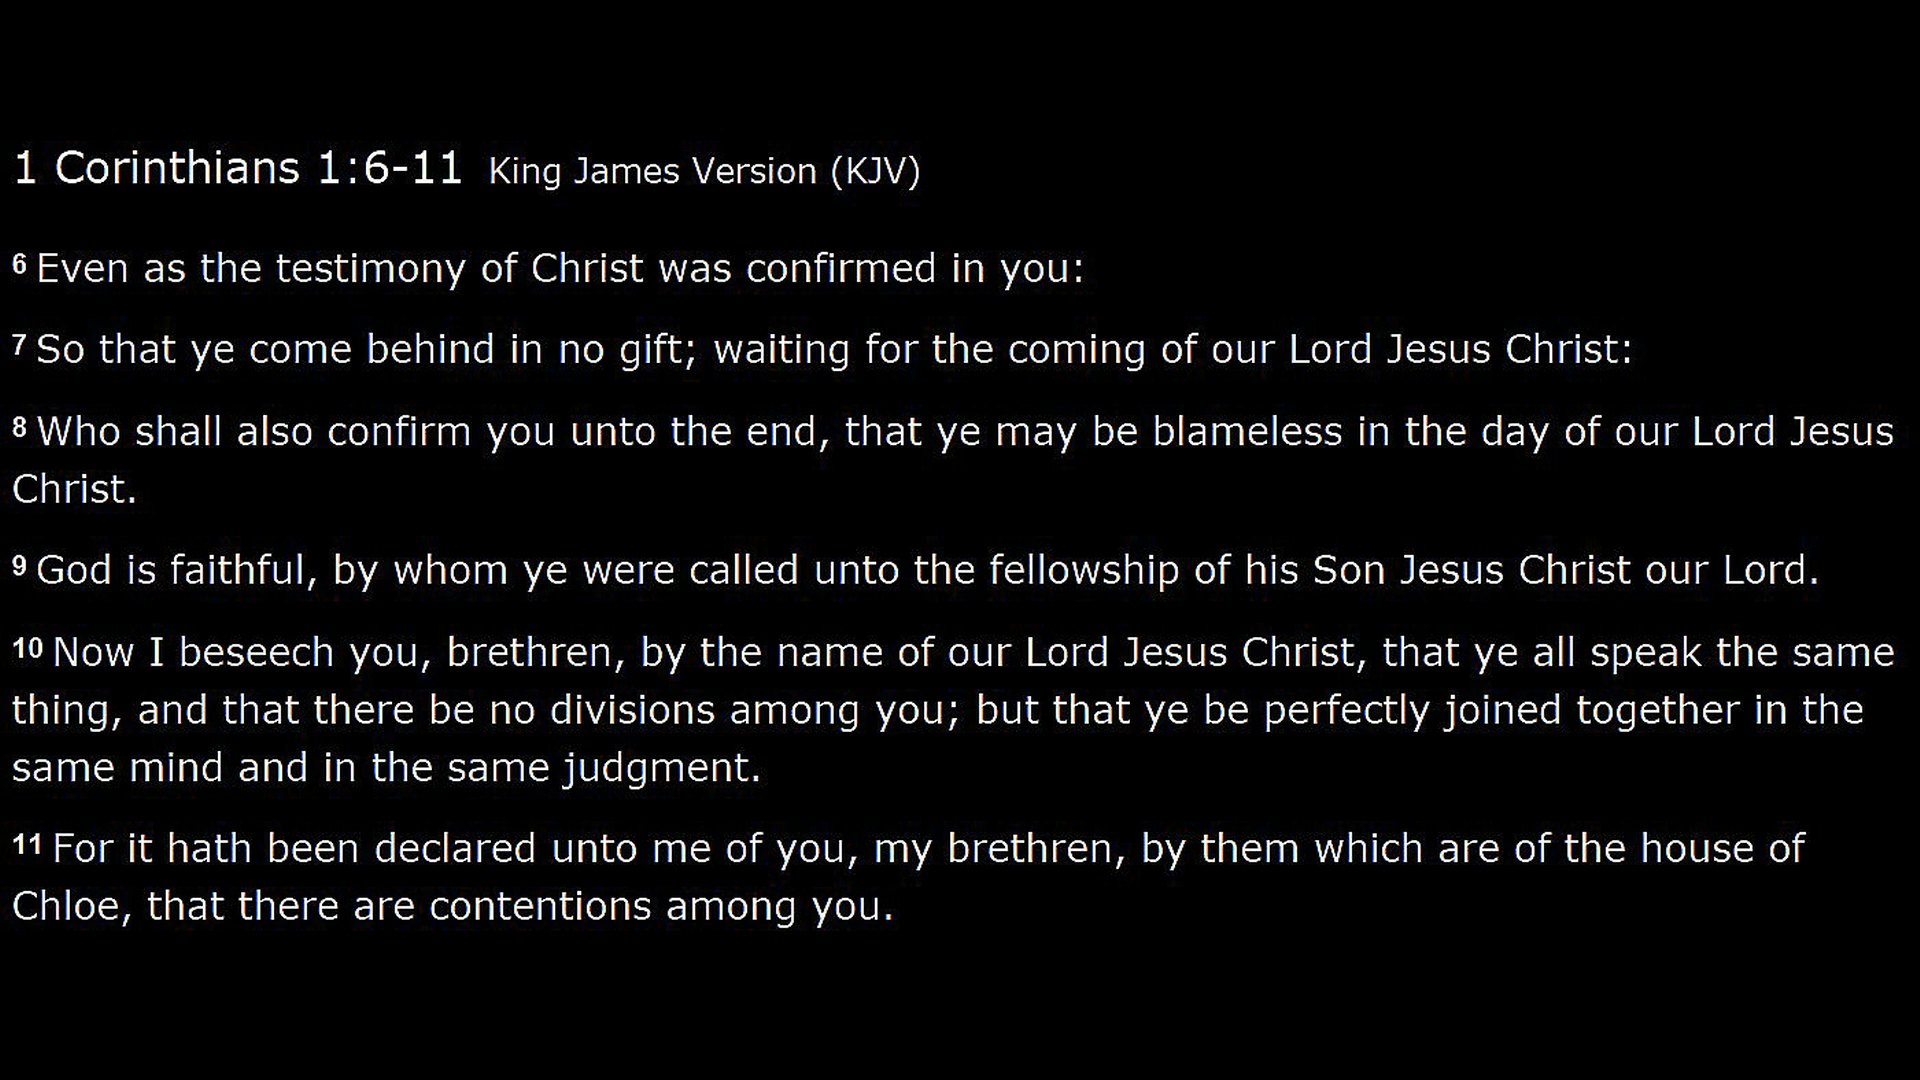 1 Corinthians 1:6-11 King James Version (KJV)
6 Even as the testimony of Christ was confirmed in you:
7 So that ye come behind in no gift; waiting for the coming of our Lord Jesus Christ:
8 Who shall also confirm you unto the end, that ye may be blameless in the day of our Lord Jesus
Christ.
9 God is faithful, by whom ye were called unto the fellowship of his Son Jesus Christ our Lord.
10 Now I beseech you, brethren, by the name of our Lord Jesus Christ, that ye all speak the same
thing, and that there be no divisions among you; but that ye be perfectly joined together in the
same mind and in the same judgment.
11 For it hath been declared unto me of you, my brethren, by them which are of the house of
Chloe, that there are contentions among you.